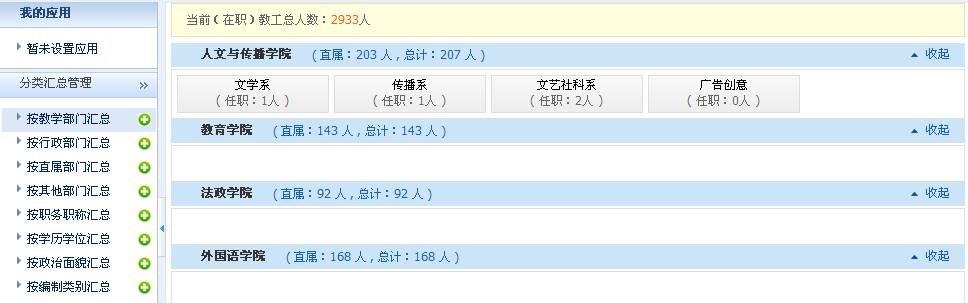 我的应用
暂未设置应用
分类汇总管理
按教学部门汇总
按行政部门汇总
按直属部门汇总
按其他部门汇总
按职务职称汇总
按学历学位汇总
按政治面貌汇总
按编制类别汇总
当前(在职)教工总人数：2933人
人文与传播学院 (直属：203 人 , 总计：207 人 ) 收起
文学系 传播系 文艺社科系 广告创意
( 任职：1人 ) ( 任职：1人 ) ( 任职：2人 ) ( 任职：0人 )
教育学院 (直属：143 人 , 总计：143 人 ) 收起
法政学院 (直属：92 人 , 总计：92 人 ) 收起
外国语学院 (直属：168 人 , 总计：168 人 ) 收起